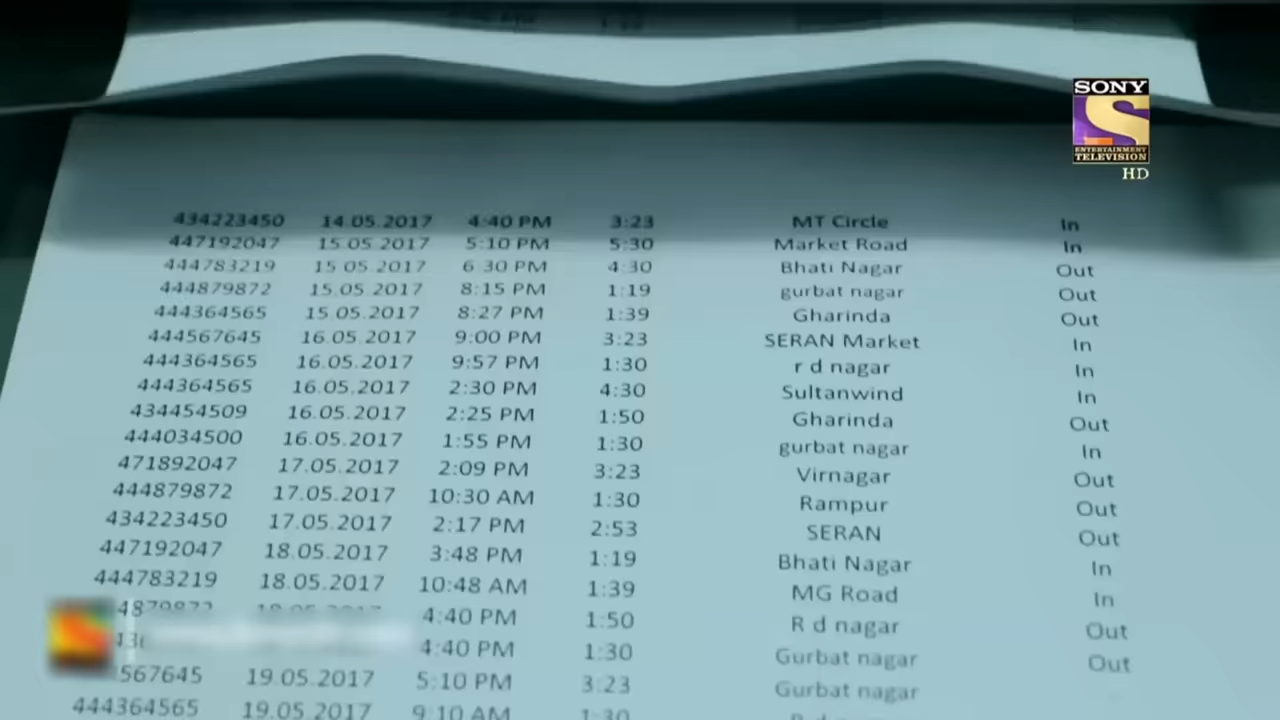 SONY
ENTERTAINMENT
TELEVISION
HD
434223450 14.05.2017 4:40 PM 3:23 MT Circle In
447192047 15.05.2017 5:10 PM 5:30 Market Road In
444783219 15.05.2017 6:30 PM 4:30 Bhati Nagar Out
444879872 15.05.2017 8:15 PM 1:19 gurbat nagar Out
444364565 15.05.2017 8:27 PM 1:39 Gharinda Out
444567645 16.05.2017 9:00 PM 3:23 SERAN Market In
444364565 16.05.2017 9:57 PM 1:30 r d nagar In
444364565 16.05.2017 2:30 PM 4:30 Sultanwind In
434454509 16.05.2017 2:25 PM 1:50 Gharinda Out
444034500 16.05.2017 1:55 PM 1:30 gurbat nagar In
471892047 17.05.2017 2:09 PM 3:23 Virnagar Out
444879872 17.05.2017 10:30 AM 1:30 Rampur Out
434223450 17.05.2017 2:17 PM 2:53 SERAN Out
447192047 18.05.2017 3:48 PM 1:19 Bhati Nagar In
444783219 18.05.2017 10:48 AM 1:39 MG Road In
4:40 PM 1:50 R d nagar Out
4:40 PM 1:30 Gurbat nagar Out
567645 19.05.2017 5:10 PM 3:23 Gurbat nagar
444364565 19.05.2017 9:10 AM 1:30